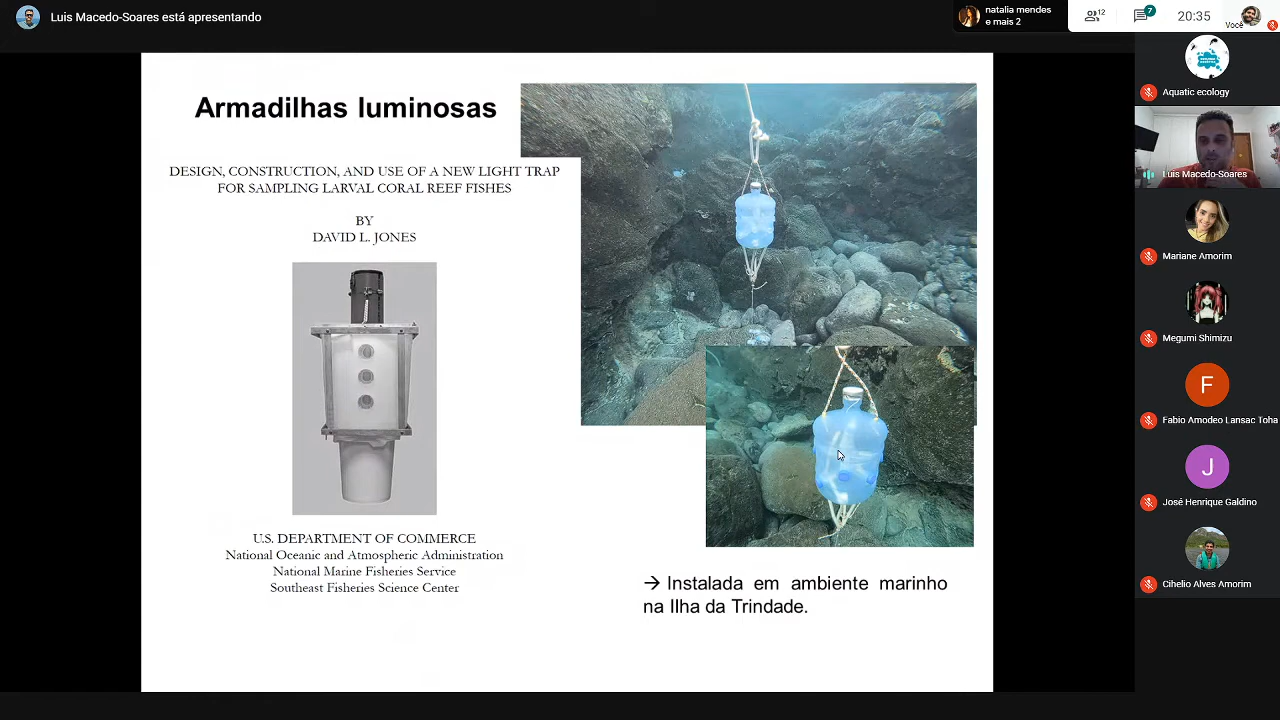 Luis Macedo-Soares está apresentando
natalia mendes
e mais 2
12
7
20:35
Você
Armadilhas luminosas
DESIGN, CONSTRUCTION, AND USE OF A NEW LIGHT TRAP
FOR SAMPLING LARVAL CORAL REEF FISHES
BY
DAVID L. JONES
U.S. DEPARTMENT OF COMMERCE
National Oceanic and Atmospheric Administration
National Marine Fisheries Service
Southeast Fisheries Science Center
→ Instalada em ambiente marinho
na Ilha da Trindade.
Aquatic ecology
Luis Macedo-Soares
Mariane Amorim
Megumi Shimizu
F
Fabio Amodeo Lansac Toha
J
José Henrique Galdino
Cihelio Alves Amorim